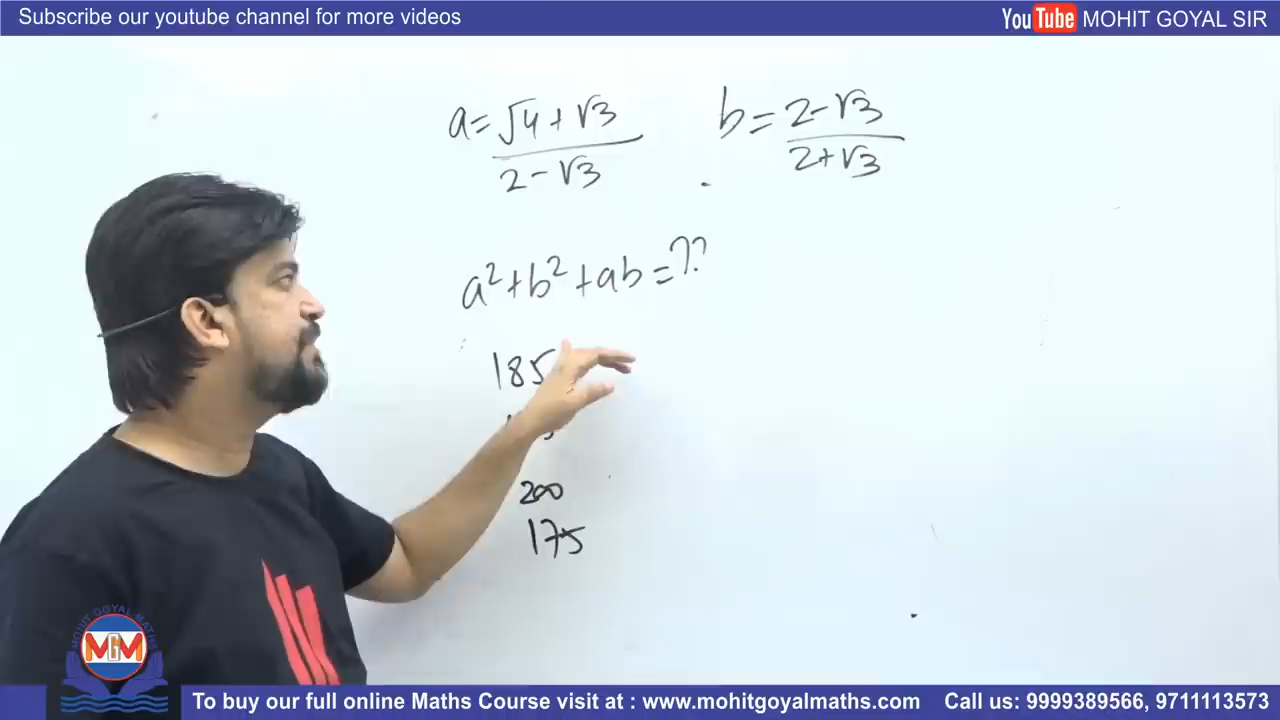 Subscribe our youtube channel for more videos
YouTube MOHIT GOYAL SIR
a = (√4 + √3) / (2 - √3)
b = (2 - √3) / (2 + √3)
a² + b² + ab = ??
185
200
175
MOHIT GOYAL MATHS
MGM
To buy our full online Maths Course visit at : www.mohitgoyalmaths.com Call us: 9999389566, 9711113573